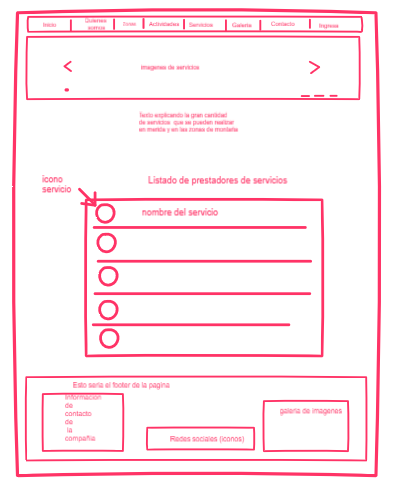 Inicio
Quienes
somos
Zonas
Actividades
Servicios
Galeria
Contacto
Ingreso
imagenes de servicios
Texto explicando la gran cantidad
de servicios que se pueden realizar
en merida y en las zonas de montaña
icono
servicio
Listado de prestadores de servicios
nombre del servicio
Esto seria el footer de la pagina
Informacion
de
contacto
de
la
compañia
galeria de imagenes
Redes sociales (iconos)